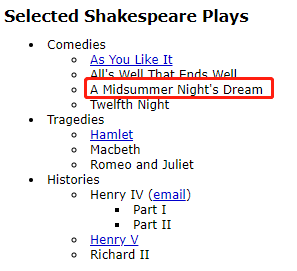 Selected Shakespeare Plays
Comedies
As You Like It
All's Well That Ends Well
A Midsummer Night's Dream
Twelfth Night
Tragedies
Hamlet
Macbeth
Romeo and Juliet
Histories
Henry IV (email)
Part I
Part II
Henry V
Richard II